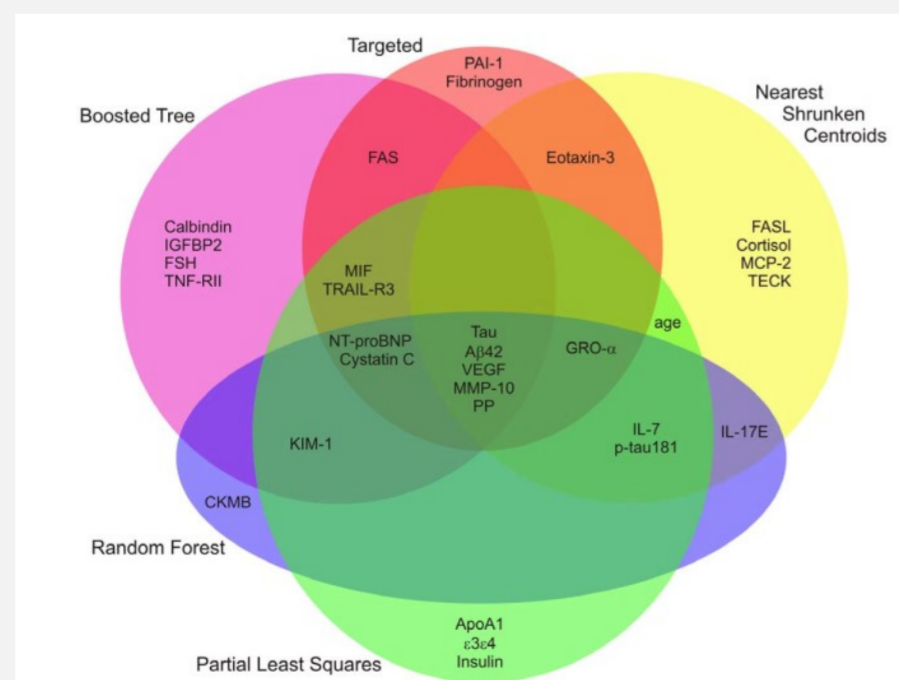 Targeted
PAI-1
Fibrinogen
Nearest
Shrunken
Centroids
Boosted Tree
FAS
Eotaxin-3
Calbindin
IGFBP2
FSH
TNF-RII
FASL
Cortisol
MCP-2
TECK
MIF
TRAIL-R3
age
NT-proBNP
Cystatin C
Tau
Aβ42
VEGF
MMP-10
PP
GRO-α
KIM-1
IL-7
p-tau181
IL-17E
CKMB
Random Forest
ApoA1
ε3ε4
Insulin
Partial Least Squares